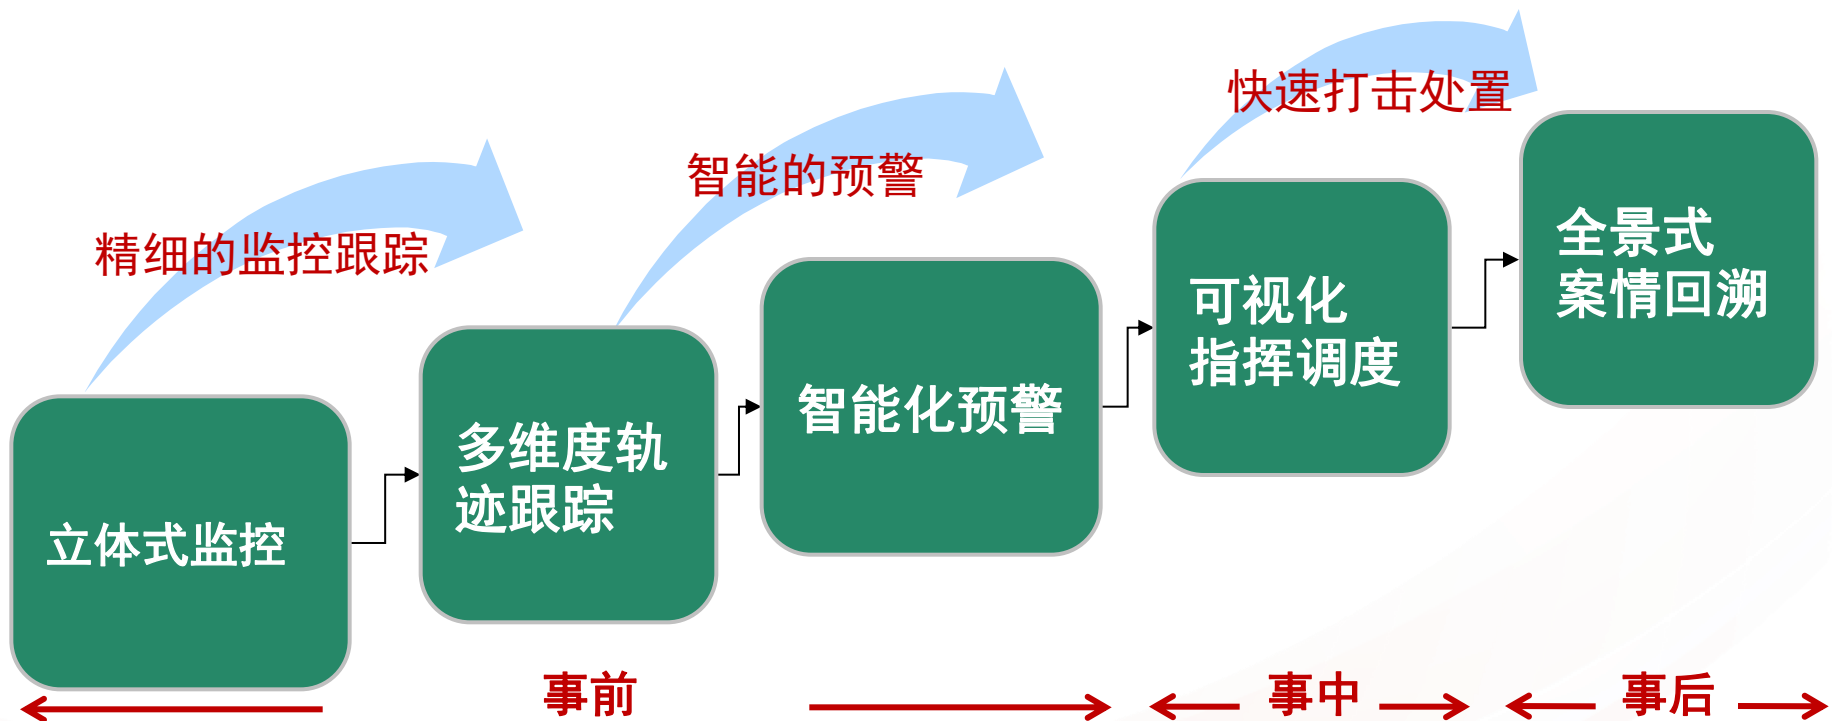 快速打击处置
智能的预警
精细的监控跟踪
立体式监控
多维度轨
迹跟踪
智能化预警
可视化
指挥调度
全景式
案情回溯
事前
事中
事后